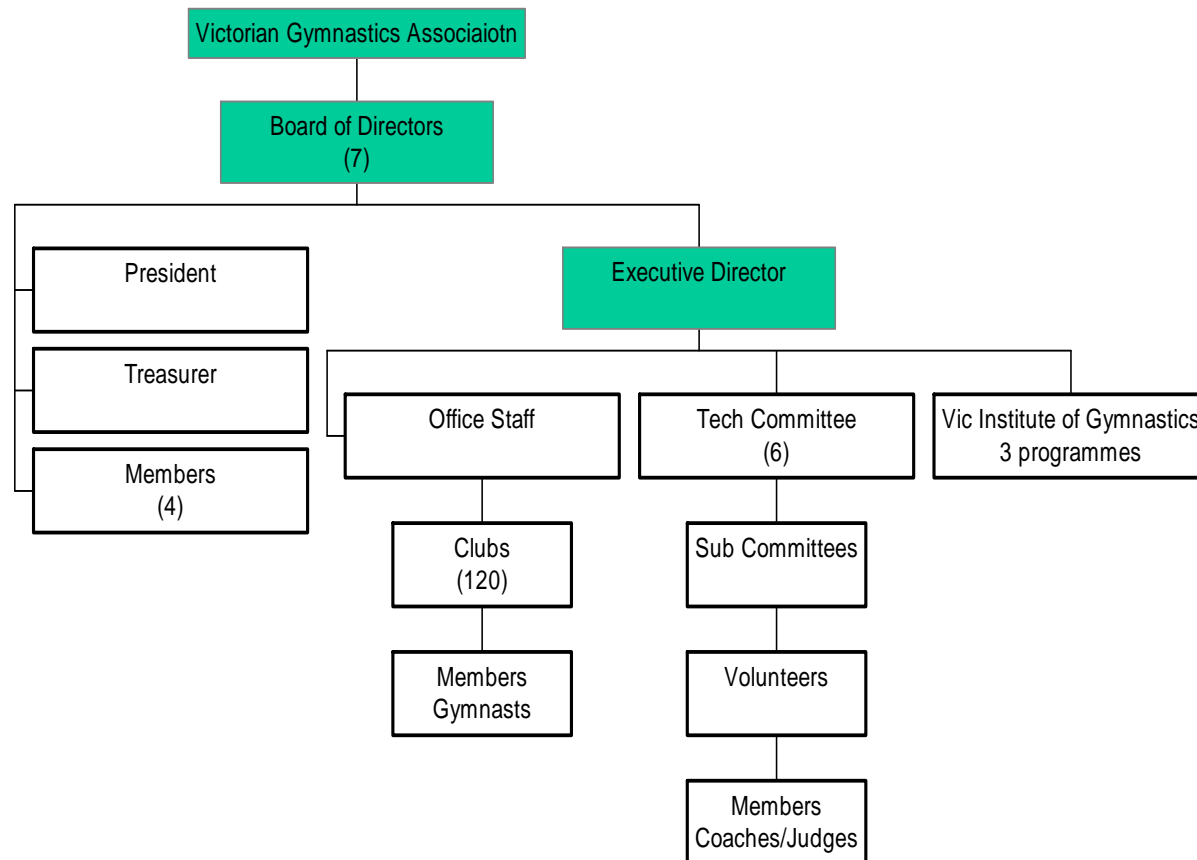 Victorian Gymnastics Associaiotn
Board of Directors
(7)
President
Executive Director
Treasurer
Members
(4)
Office Staff
Tech Committee
(6)
Vic Institute of Gymnastics
3 programmes
Clubs
(120)
Sub Committees
Members
Gymnasts
Volunteers
Members
Coaches/Judges